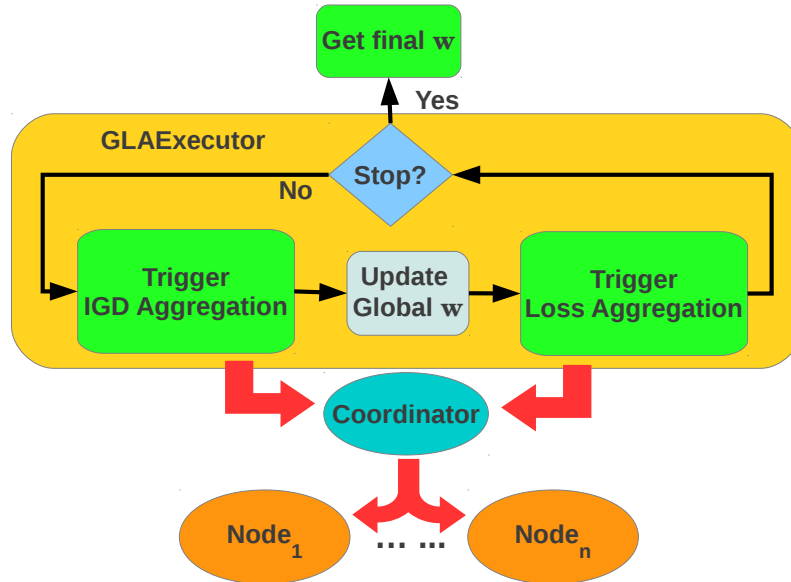 Get final w
Yes
GLAExecutor
Stop?
No
Trigger
IGD Aggregation
Update
Global w
Trigger
Loss Aggregation
Coordinator
Node1
... ...
Noden